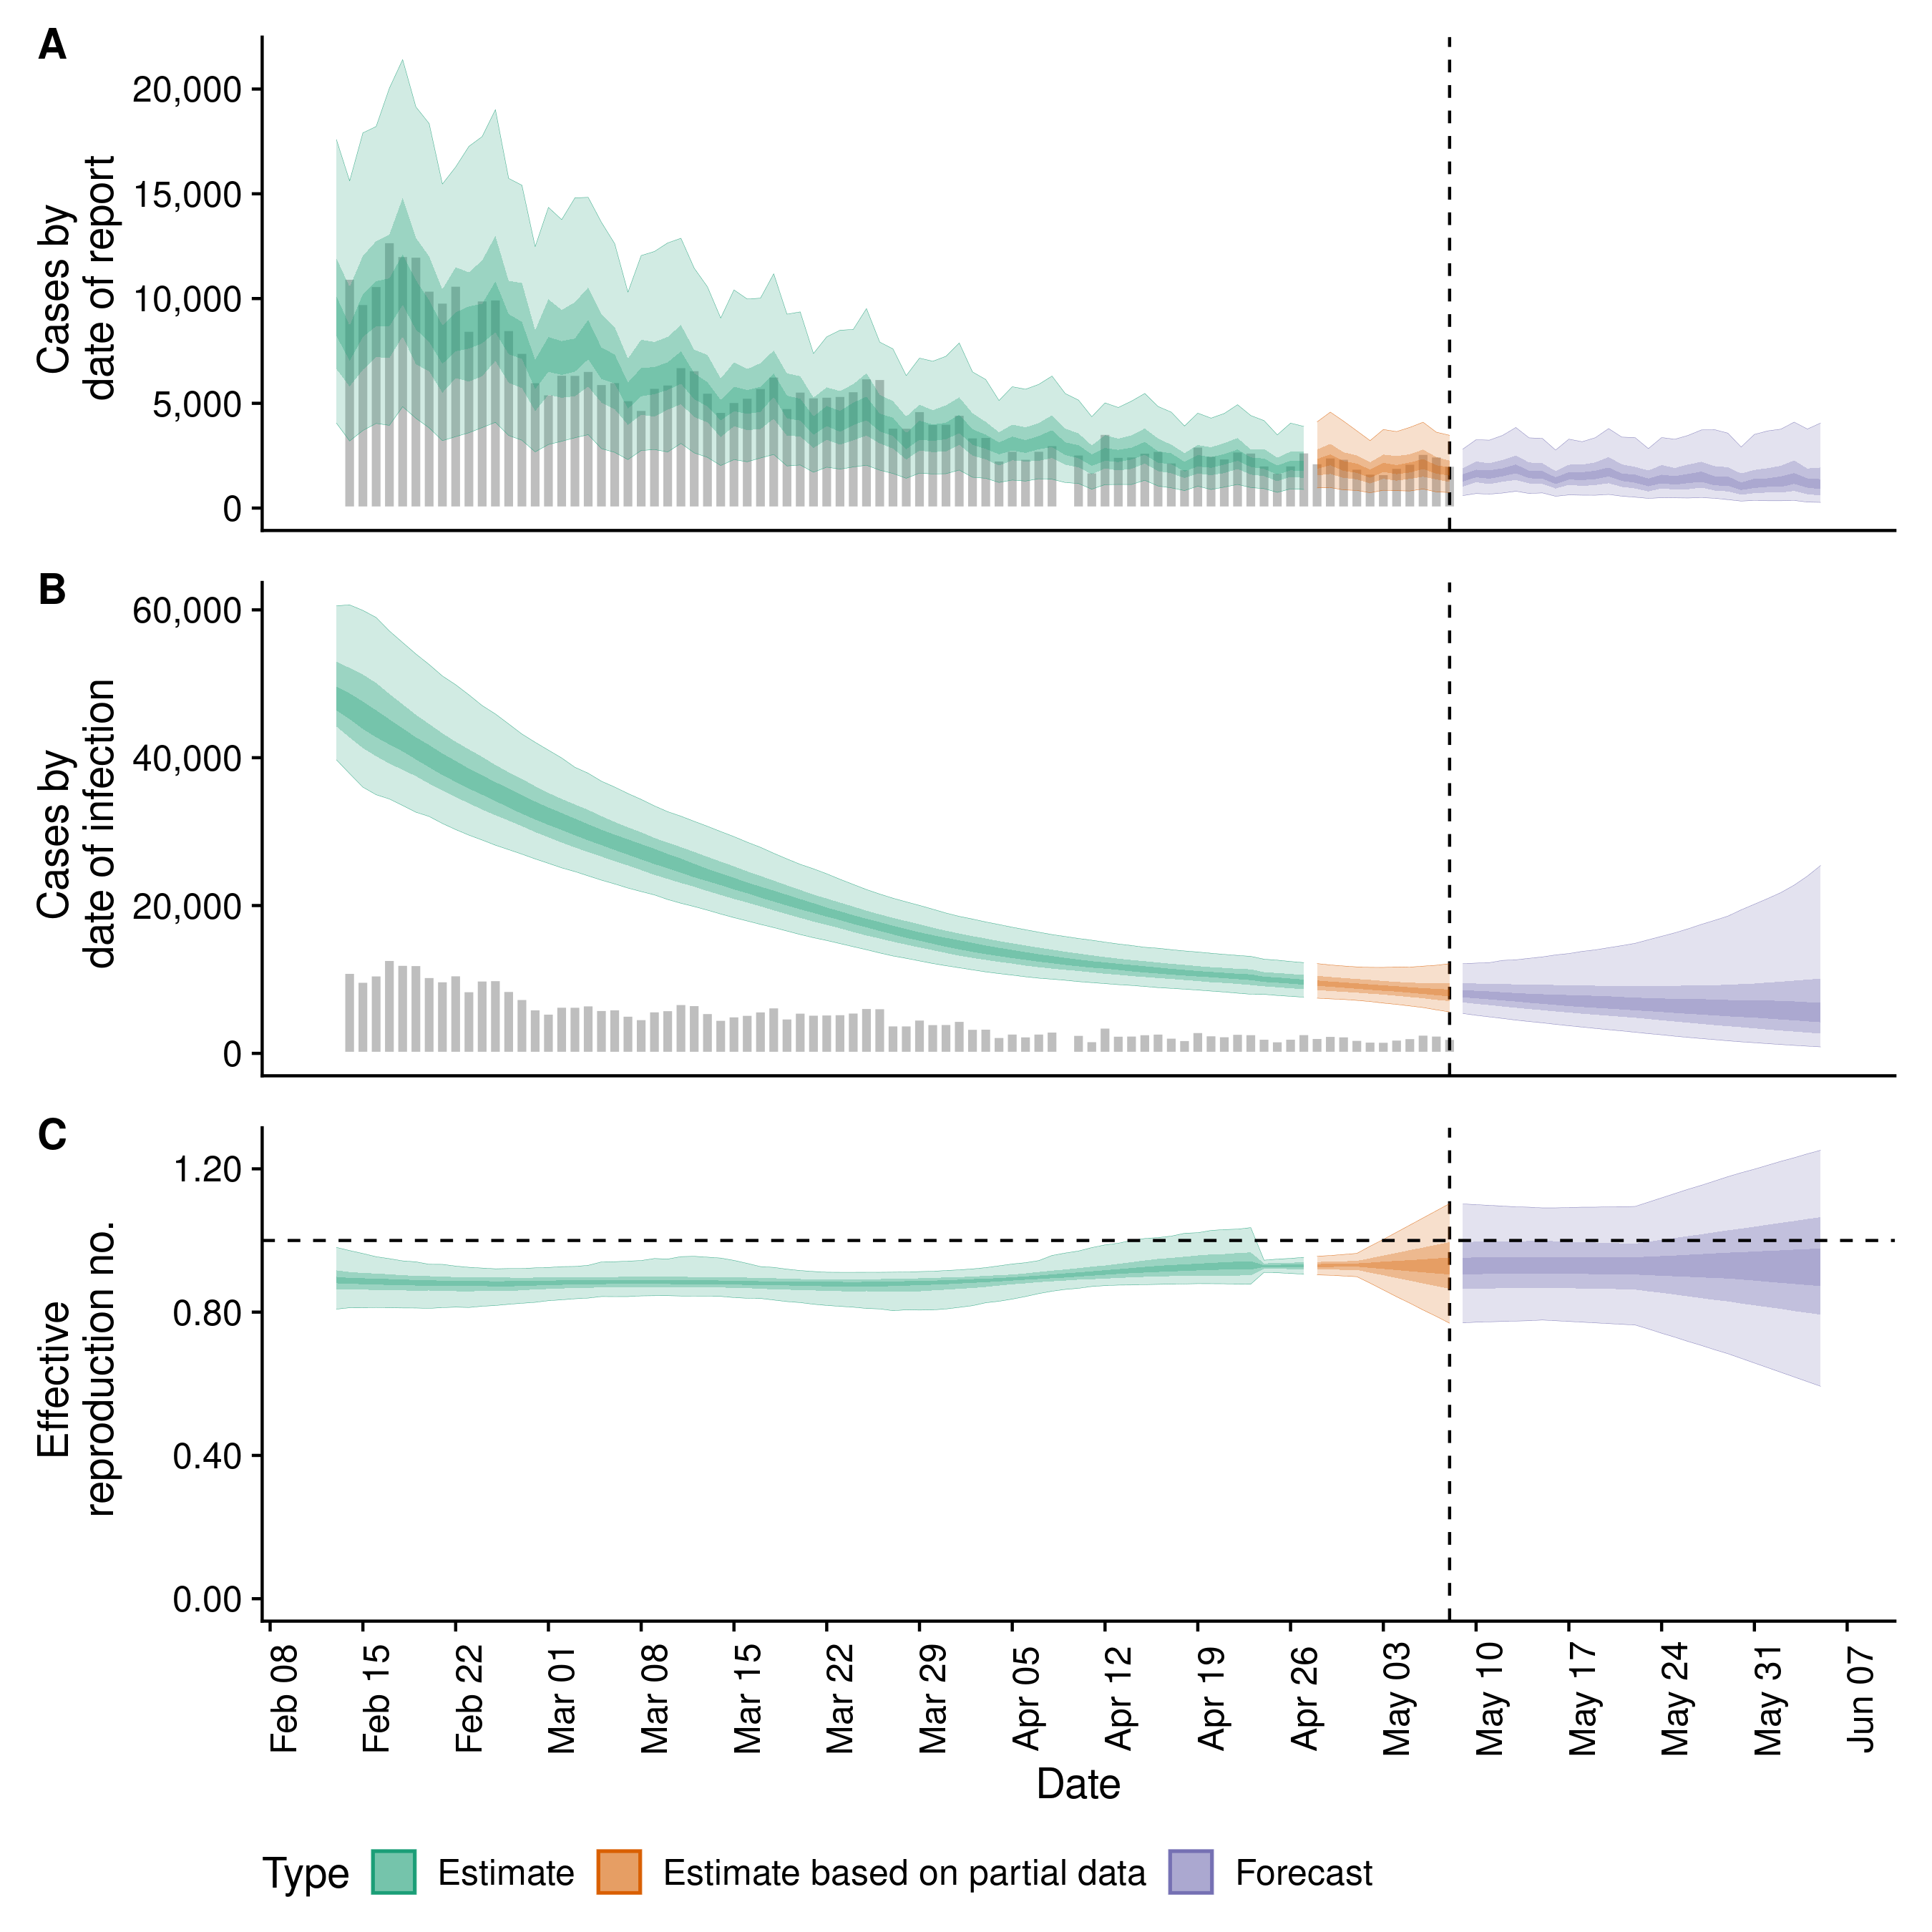 A
Cases by
date of report
20,000
15,000
10,000
5,000
0
B
Cases by
date of infection
60,000
40,000
20,000
0
C
Effective
reproduction no.
1.20
0.80
0.40
0.00
Feb 08
Feb 15
Feb 22
Mar 01
Mar 08
Mar 15
Mar 22
Mar 29
Apr 05
Apr 12
Apr 19
Apr 26
May 03
May 10
May 17
May 24
May 31
Jun 07
Date
Type Estimate Estimate based on partial data Forecast